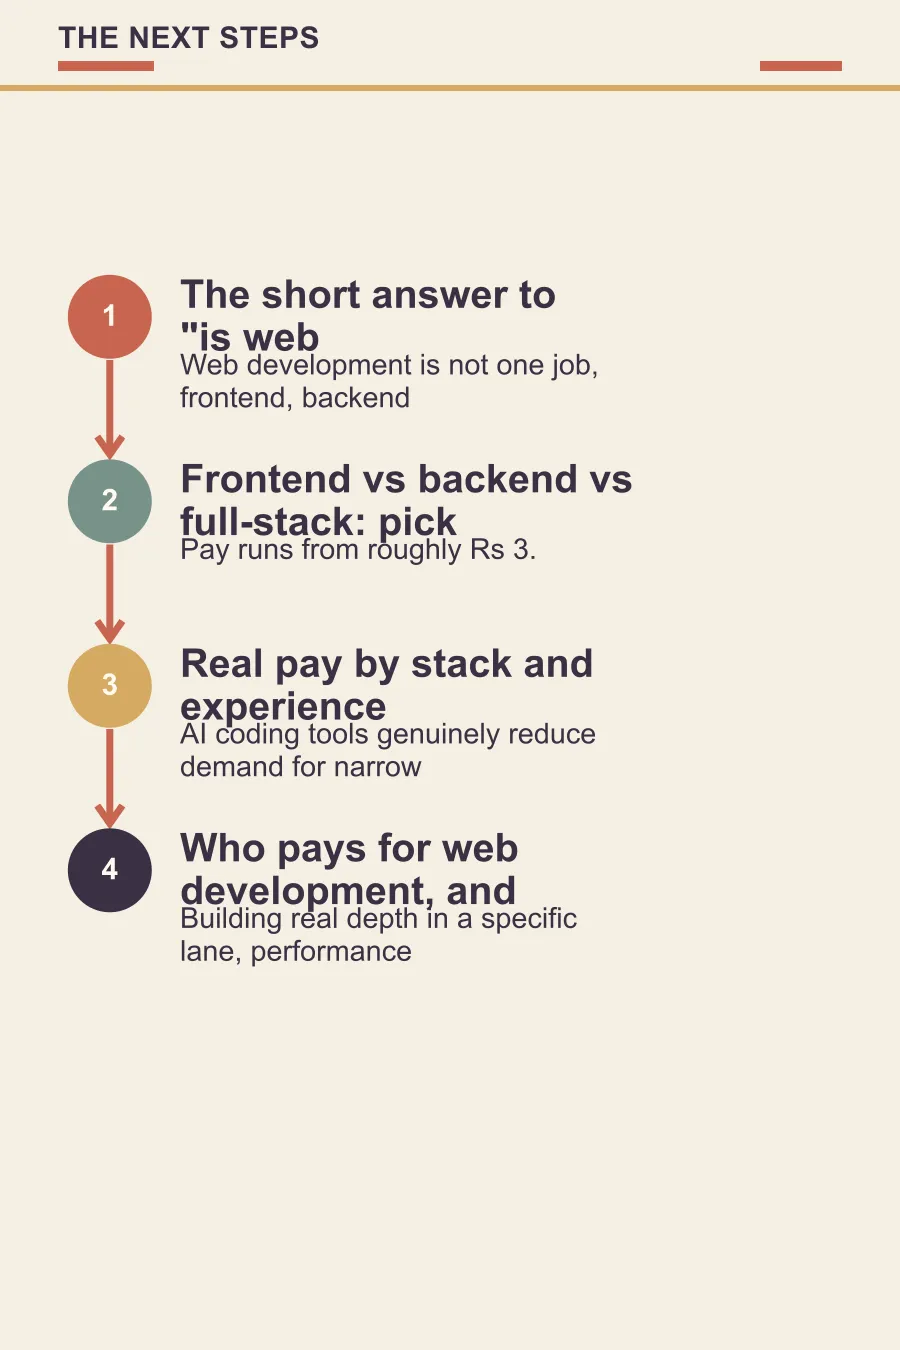 THE NEXT STEPS
1
The short answer to
"is web
Web development is not one job,
frontend, backend
2
Frontend vs backend vs
full-stack: pick
Pay runs from roughly Rs 3.
3
Real pay by stack and
experience
AI coding tools genuinely reduce
demand for narrow
4
Who pays for web
development, and
Building real depth in a specific
lane, performance